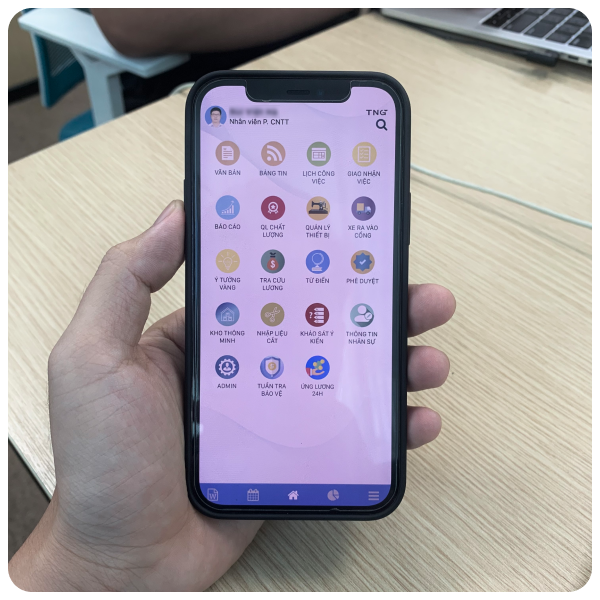 TNG
Nhân viên P. CNTT
VĂN BẢN
BẢNG TIN
LỊCH CÔNG
VIỆC
GIAO NHẬN
VIỆC
BÁO CÁO
QL CHẤT
LƯỢNG
QUẢN LÝ
THIẾT BỊ
XE RA VÀO
CỔNG
Ý TƯỞNG
VÀNG
TRA CỨU
LƯƠNG
TỪ ĐIỂN
PHÊ DUYỆT
KHO THÔNG
MINH
NHẬP LIỆU
CẮT
KHẢO SÁT Ý
KIẾN
THÔNG TIN
NHÂN SỰ
ADMIN
TUẦN TRA
BẢO VỆ
ỨNG LƯƠNG
24H